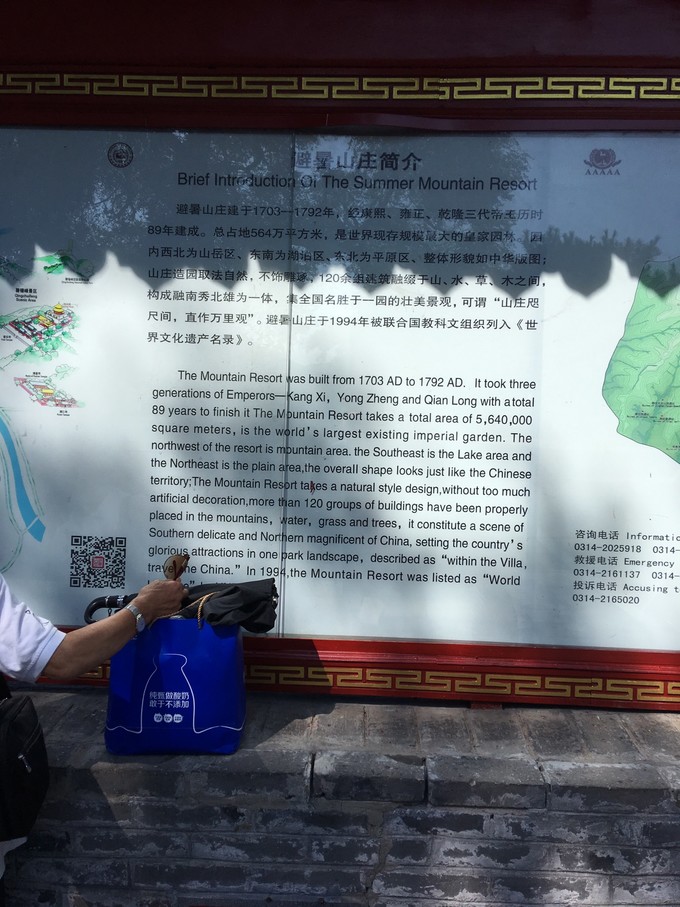 避暑山庄简介
Brief Introduction Of The Summer Mountain Resort
AAAAA
避暑山庄建于1703—1792年，经康熙、雍正、乾隆三代帝王历时
89年建成。总占地564万平方米，是世界现存规模最大的皇家园林。园
内西北为山岳区、东南为湖泊区、东北为平原区、整体形貌如中华版图；
山庄造园取法自然，不饰雕琢，120余组建筑融缀于山、水、草、木之间，
构成融南秀北雄为一体，集全国名胜于一园的壮美景观，可谓“山庄咫
尺间，直作万里观”。避暑山庄于1994年被联合国教科文组织列入《世
界文化遗产名录》。
The Mountain Resort was built from 1703 AD to 1792 AD. It took three
generations of Emperors—Kang Xi, Yong Zheng and Qian Long with a total
89 years to finish it The Mountain Resort takes a total area of 5,640,000
square meters, is the world's largest existing imperial garden. The
northwest of the resort is mountain area. the Southeast is the Lake area and
the Northeast is the plain area,the overall shape looks just like the Chinese
territory;The Mountain Resort takes a natural style design,without too much
artificial decoration,more than 120 groups of buildings have been properly
placed in the mountains, water, grass and trees, it constitute a scene of
Southern delicate and Northern magnificent of China, setting the country's
glorious attractions in one park landscape, described as “within the Villa,
China.” In 1994,the Mountain Resort was listed as “World
咨询电话 Informatio
0314-2025918 0314-
救援电话 Emergency
0314-2161137 0314-
投诉电话 Accusing te
0314-2165020
纯甄做酸奶
敢于不添加